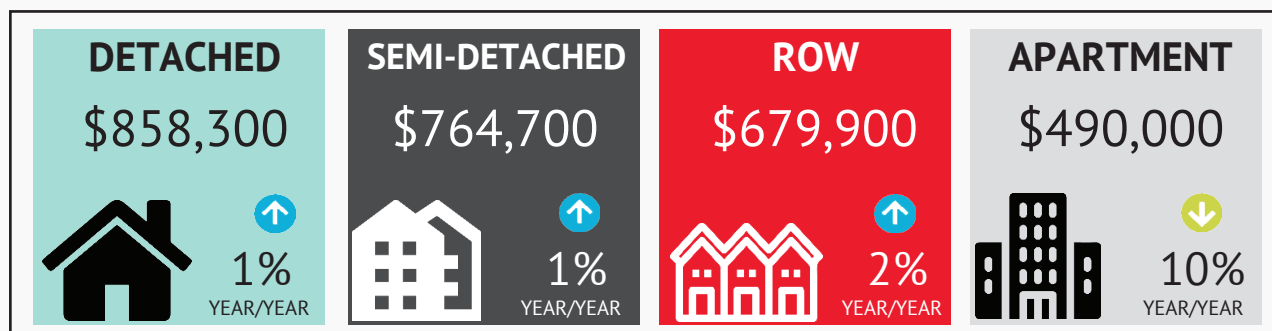 DETACHED
$858,300
1%
YEAR/YEAR
SEMI-DETACHED
$764,700
1%
YEAR/YEAR
ROW
$679,900
2%
YEAR/YEAR
APARTMENT
$490,000
10%
YEAR/YEAR